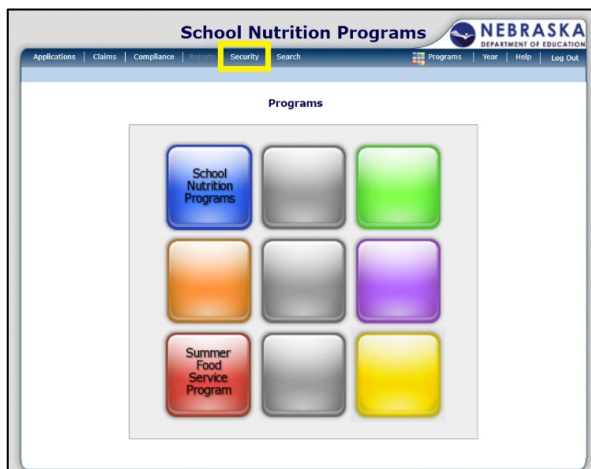 School Nutrition Programs
NEBRASKA
DEPARTMENT OF EDUCATION
Applications | Claims | Compliance | Reports | Security | Search Programs | Year | Help | Log Out
Programs
School
Nutrition
Programs
Summer
Food
Service
Program